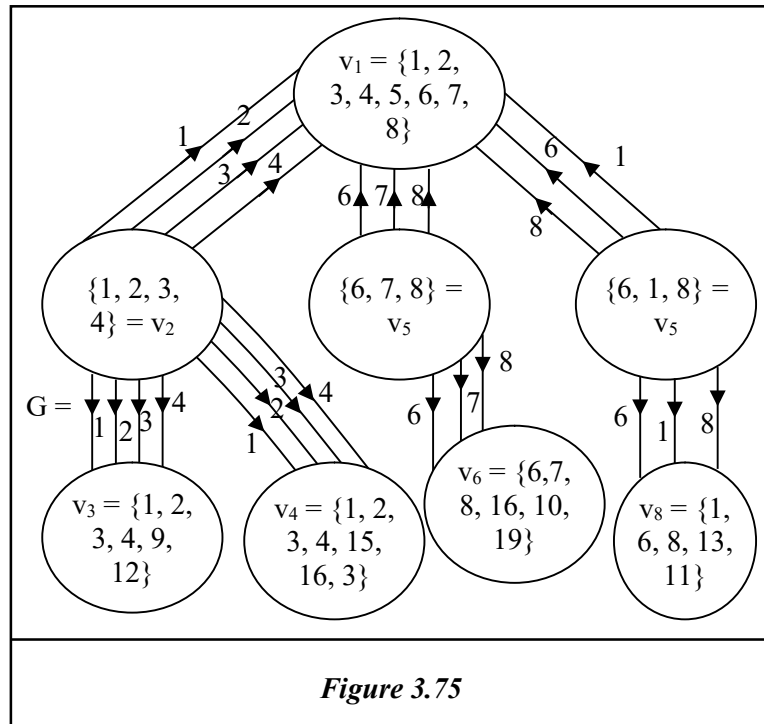 v₁ = {1, 2,
3, 4, 5, 6, 7,
8}
1
2
3
4
6
7
8
8
6
1
{1, 2, 3,
4} = v₂
{6, 7, 8} =
v₅
{6, 1, 8} =
v₅
G =
1
2
3
4
1
2
3
4
6
7
8
6
1
8
v₃ = {1, 2,
3, 4, 9,
12}
v₄ = {1, 2,
3, 4, 15,
16, 3}
v₆ = {6,7,
8, 16, 10,
19}
v₈ = {1,
6, 8, 13,
11}
Figure 3.75